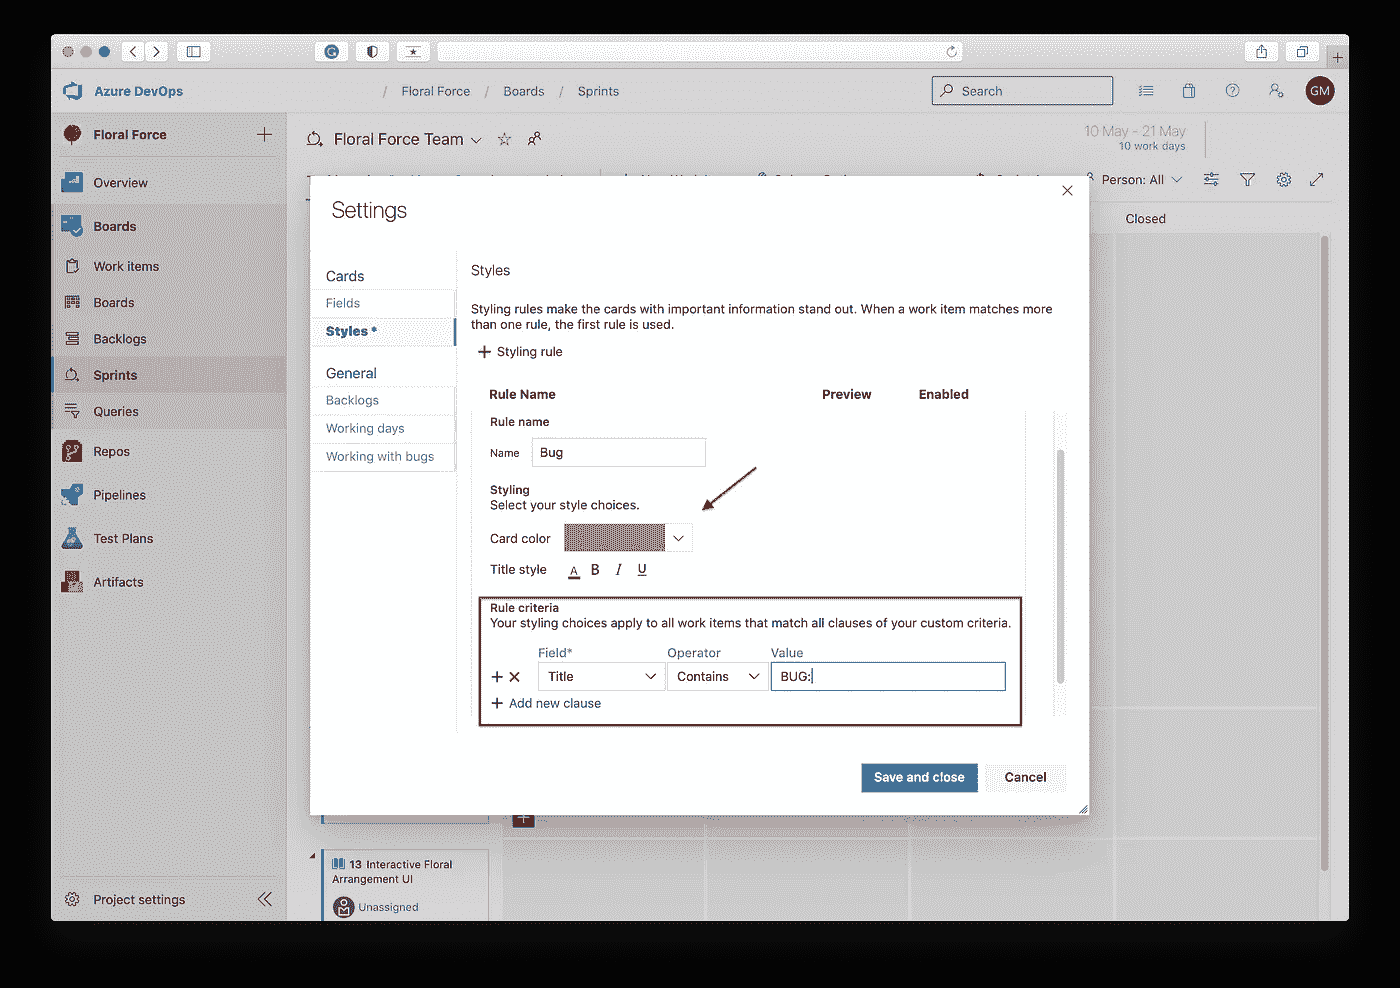 Azure DevOps / Floral Force / Boards / Sprints
Search
GM
Floral Force
Overview
Boards
Work items
Boards
Backlogs
Sprints
Queries
Repos
Pipelines
Test Plans
Artifacts
Project settings
Floral Force Team
10 May - 21 May
10 work days
Person: All
Closed
Settings
Cards
Fields
Styles *
General
Backlogs
Working days
Working with bugs
Styles
Styling rules make the cards with important information stand out. When a work item matches more
than one rule, the first rule is used.
+ Styling rule
Rule Name Preview Enabled
Rule name
Name Bug
Styling
Select your style choices.
Card color
Title style A B I U
Rule criteria
Your styling choices apply to all work items that match all clauses of your custom criteria.
Field* Operator Value
Title Contains BUG:
+ Add new clause
Save and close Cancel
13 Interactive Floral
Arrangement UI
Unassigned